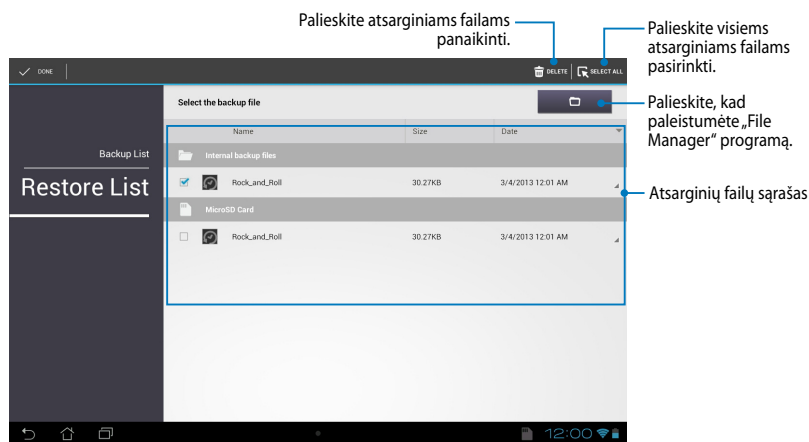 Palieskite atsarginiams failams
panaikinti.
Palieskite visiems
atsarginiams failams
pasirinkti.
DONE
DELETE
SELECT ALL
Select the backup file
Palieskite, kad
paleistumėte „File
Manager“ programą.
Name Size Date
Backup List
Internal backup files
Restore List
Rock_and_Roll 30.27KB 3/4/2013 12:01 AM
Atsarginių failų sąrašas
MicroSD Card
Rock_and_Roll 30.27KB 3/4/2013 12:01 AM
12:00